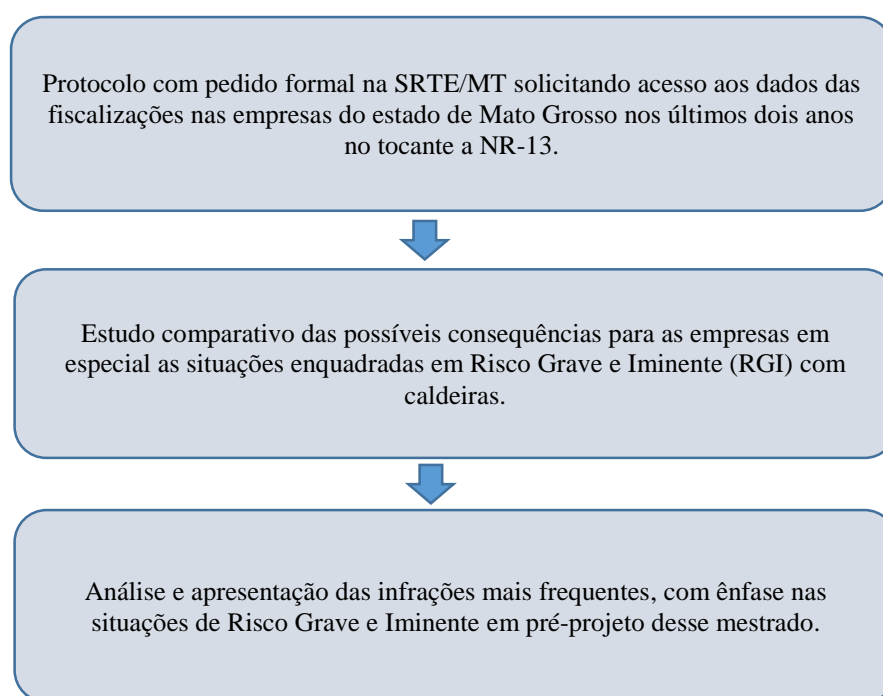 Protocolo com pedido formal na SRTE/MT solicitando acesso aos dados das
fiscalizações nas empresas do estado de Mato Grosso nos últimos dois anos
no tocante a NR-13.
Estudo comparativo das possíveis consequências para as empresas em
especial as situações enquadradas em Risco Grave e Iminente (RGI) com
caldeiras.
Análise e apresentação das infrações mais frequentes, com ênfase nas
situações de Risco Grave e Iminente em pré-projeto desse mestrado.